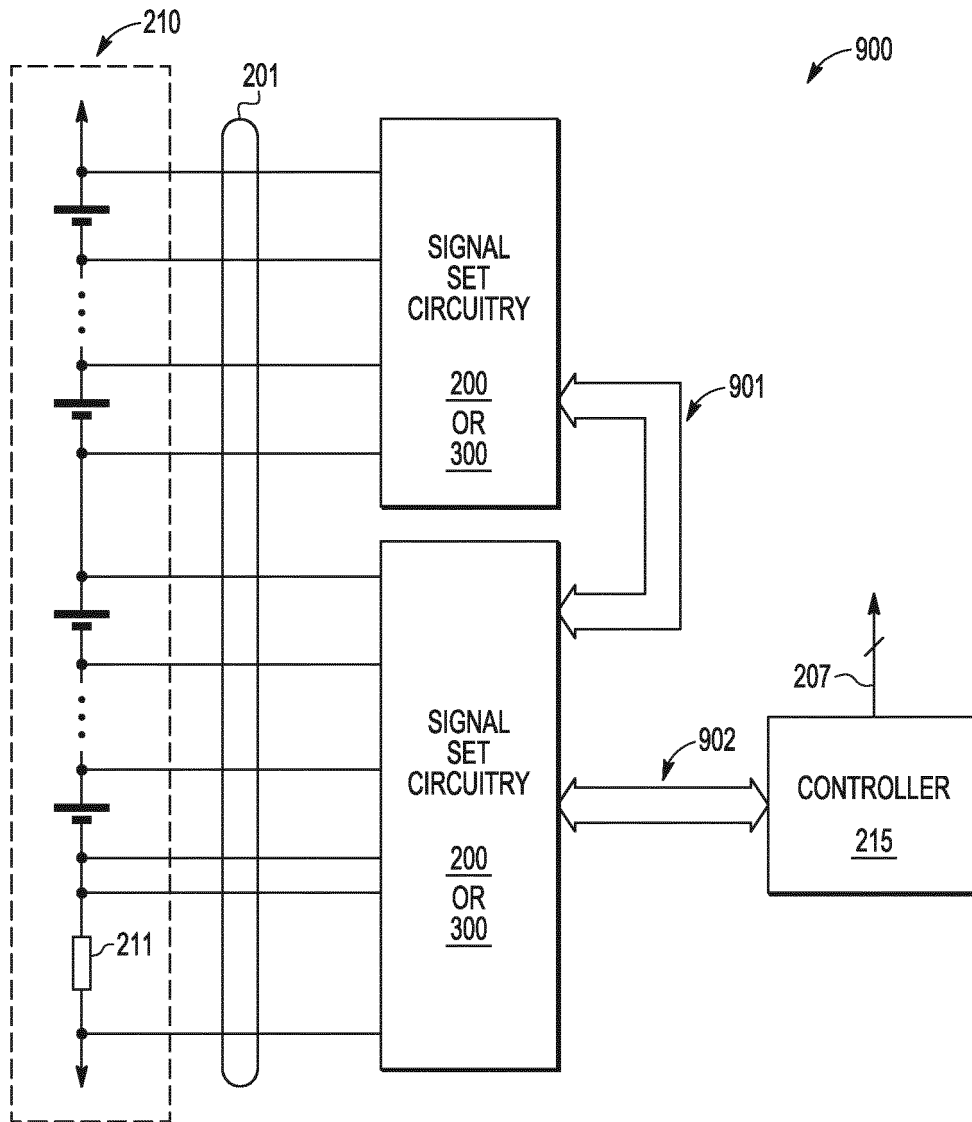 210
900
201
SIGNAL
SET
CIRCUITRY
200
OR
300
901
SIGNAL
SET
CIRCUITRY
200
OR
300
902
207
CONTROLLER
215
211